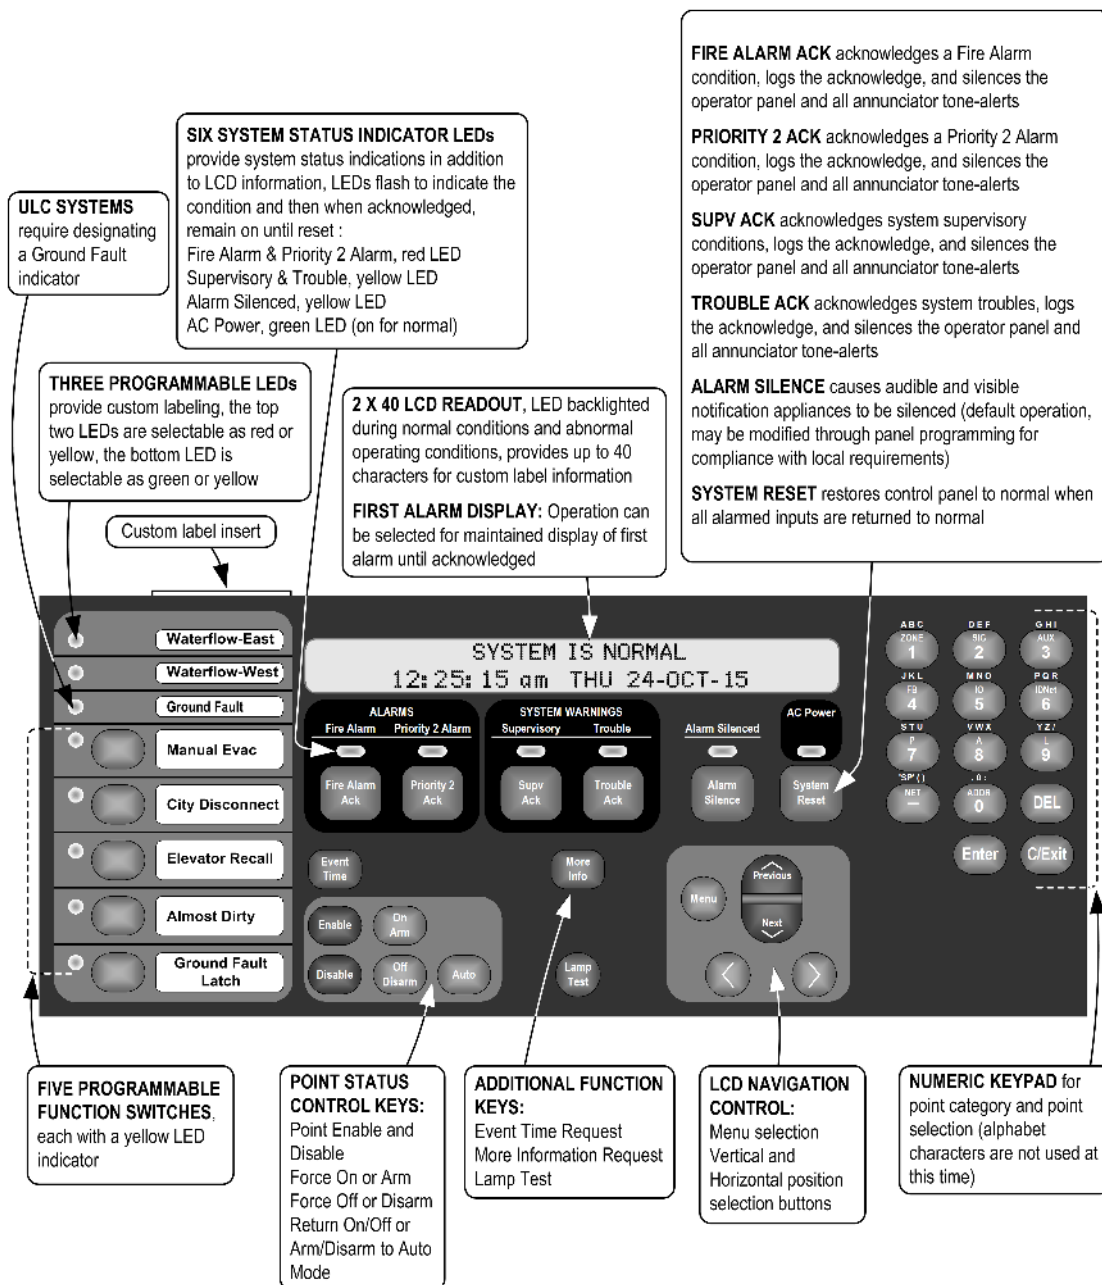 FIRE ALARM ACK acknowledges a Fire Alarm
condition, logs the acknowledge, and silences the
operator panel and all annunciator tone-alerts
PRIORITY 2 ACK acknowledges a Priority 2 Alarm
condition, logs the acknowledge, and silences the
operator panel and all annunciator tone-alerts
SUPV ACK acknowledges system supervisory
conditions, logs the acknowledge, and silences the
operator panel and all annunciator tone-alerts
TROUBLE ACK acknowledges system troubles, logs
the acknowledge, and silences the operator panel and
all annunciator tone-alerts
ALARM SILENCE causes audible and visible
notification appliances to be silenced (default operation,
may be modified through panel programming for
compliance with local requirements)
SYSTEM RESET restores control panel to normal when
all alarmed inputs are returned to normal
SIX SYSTEM STATUS INDICATOR LEDs
provide system status indications in addition
to LCD information, LEDs flash to indicate the
condition and then when acknowledged,
remain on until reset :
Fire Alarm & Priority 2 Alarm, red LED
Supervisory & Trouble, yellow LED
Alarm Silenced, yellow LED
AC Power, green LED (on for normal)
ULC SYSTEMS
require designating
a Ground Fault
indicator
THREE PROGRAMMABLE LEDs
provide custom labeling, the top
two LEDs are selectable as red or
yellow, the bottom LED is
selectable as green or yellow
2 X 40 LCD READOUT, LED backlighted
during normal conditions and abnormal
operating conditions, provides up to 40
characters for custom label information
FIRST ALARM DISPLAY: Operation can
be selected for maintained display of first
alarm until acknowledged
Custom label insert
Waterflow-East
Waterflow-West
Ground Fault
Manual Evac
City Disconnect
Elevator Recall
Almost Dirty
Ground Fault
Latch
SYSTEM IS NORMAL
12:25:15 am THU 24-OCT-15
ALARMS
Fire Alarm Priority 2 Alarm
Fire Alarm
Ack
Priority 2
Ack
SYSTEM WARNINGS
Supervisory Trouble
Supv
Ack
Trouble
Ack
Alarm Silenced
Alarm
Silence
AC Power
System
Reset
Event
Time
More
Info
Enable
On
Arm
Disable
Off
Disarm
Auto
Lamp
Test
Menu
Previous
Next
A B C
ZONE
1
D E F
SIG
2
G H I
AUX
3
J K L
FB
4
M N O
IO
5
P Q R
IDNet
6
S T U
P
7
V W X
A
8
Y Z /
L
9
'SP' ( )
NET
–
. 0 :
ADDR
0
DEL
Enter
C/Exit
FIVE PROGRAMMABLE
FUNCTION SWITCHES,
each with a yellow LED
indicator
POINT STATUS
CONTROL KEYS:
Point Enable and
Disable
Force On or Arm
Force Off or Disarm
Return On/Off or
Arm/Disarm to Auto
Mode
ADDITIONAL FUNCTION
KEYS:
Event Time Request
More Information Request
Lamp Test
LCD NAVIGATION
CONTROL:
Menu selection
Vertical and
Horizontal position
selection buttons
NUMERIC KEYPAD for
point category and point
selection (alphabet
characters are not used at
this time)